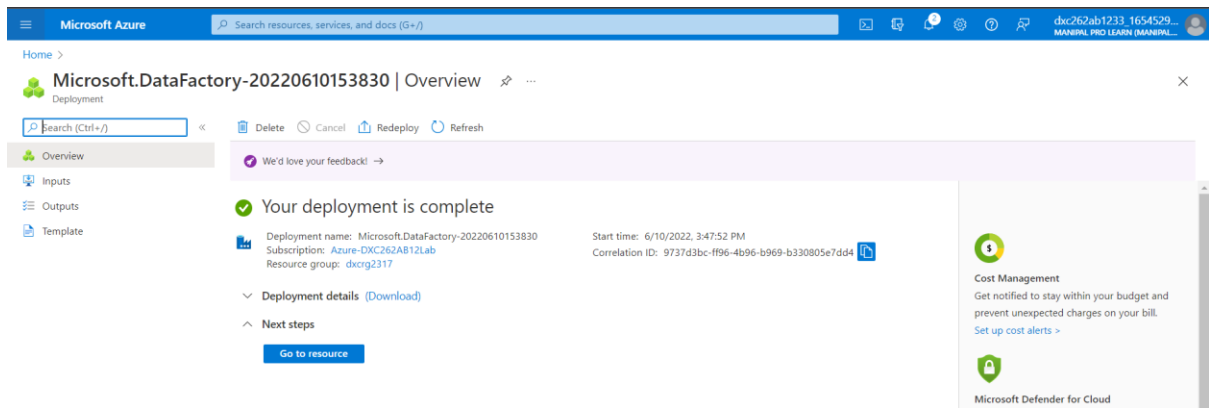 Microsoft Azure
Search resources, services, and docs (G+/)
2
dxc262ab1233_1654529...
MANIPAL PRO LEARN (MANIPAL...
Home >
Microsoft.DataFactory-20220610153830 | Overview
Deployment
Search (Ctrl+/)
Delete
Cancel
Redeploy
Refresh
Overview
Inputs
Outputs
Template
We'd love your feedback! →
Your deployment is complete
Deployment name: Microsoft.DataFactory-20220610153830
Subscription: Azure-DXC262AB12Lab
Resource group: dxcrg2317
Start time: 6/10/2022, 3:47:52 PM
Correlation ID: 9737d3bc-ff96-4b96-b969-b330805e7dd4
Deployment details (Download)
Next steps
Go to resource
Cost Management
Get notified to stay within your budget and
prevent unexpected charges on your bill.
Set up cost alerts >
Microsoft Defender for Cloud